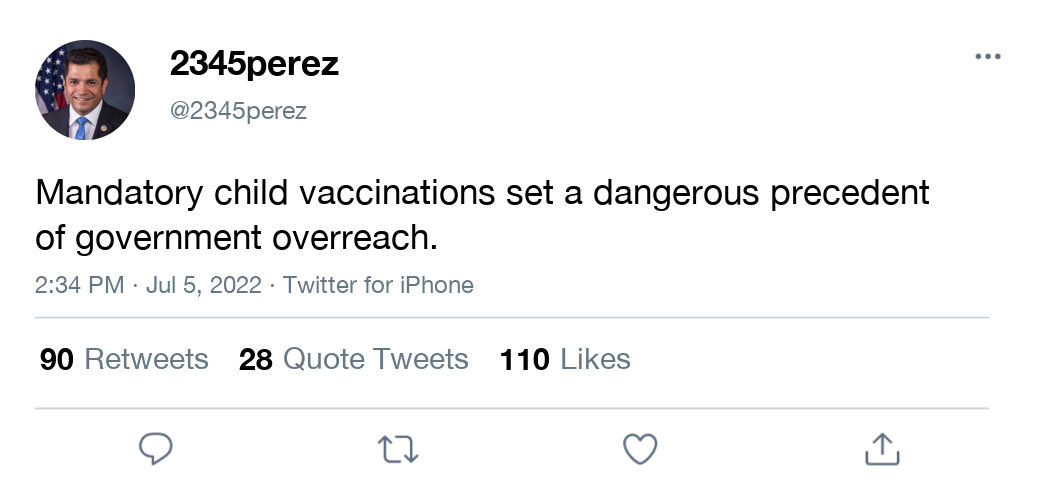 2345perez
@2345perez
Mandatory child vaccinations set a dangerous precedent
of government overreach.
2:34 PM · Jul 5, 2022 · Twitter for iPhone
90 Retweets 28 Quote Tweets 110 Likes